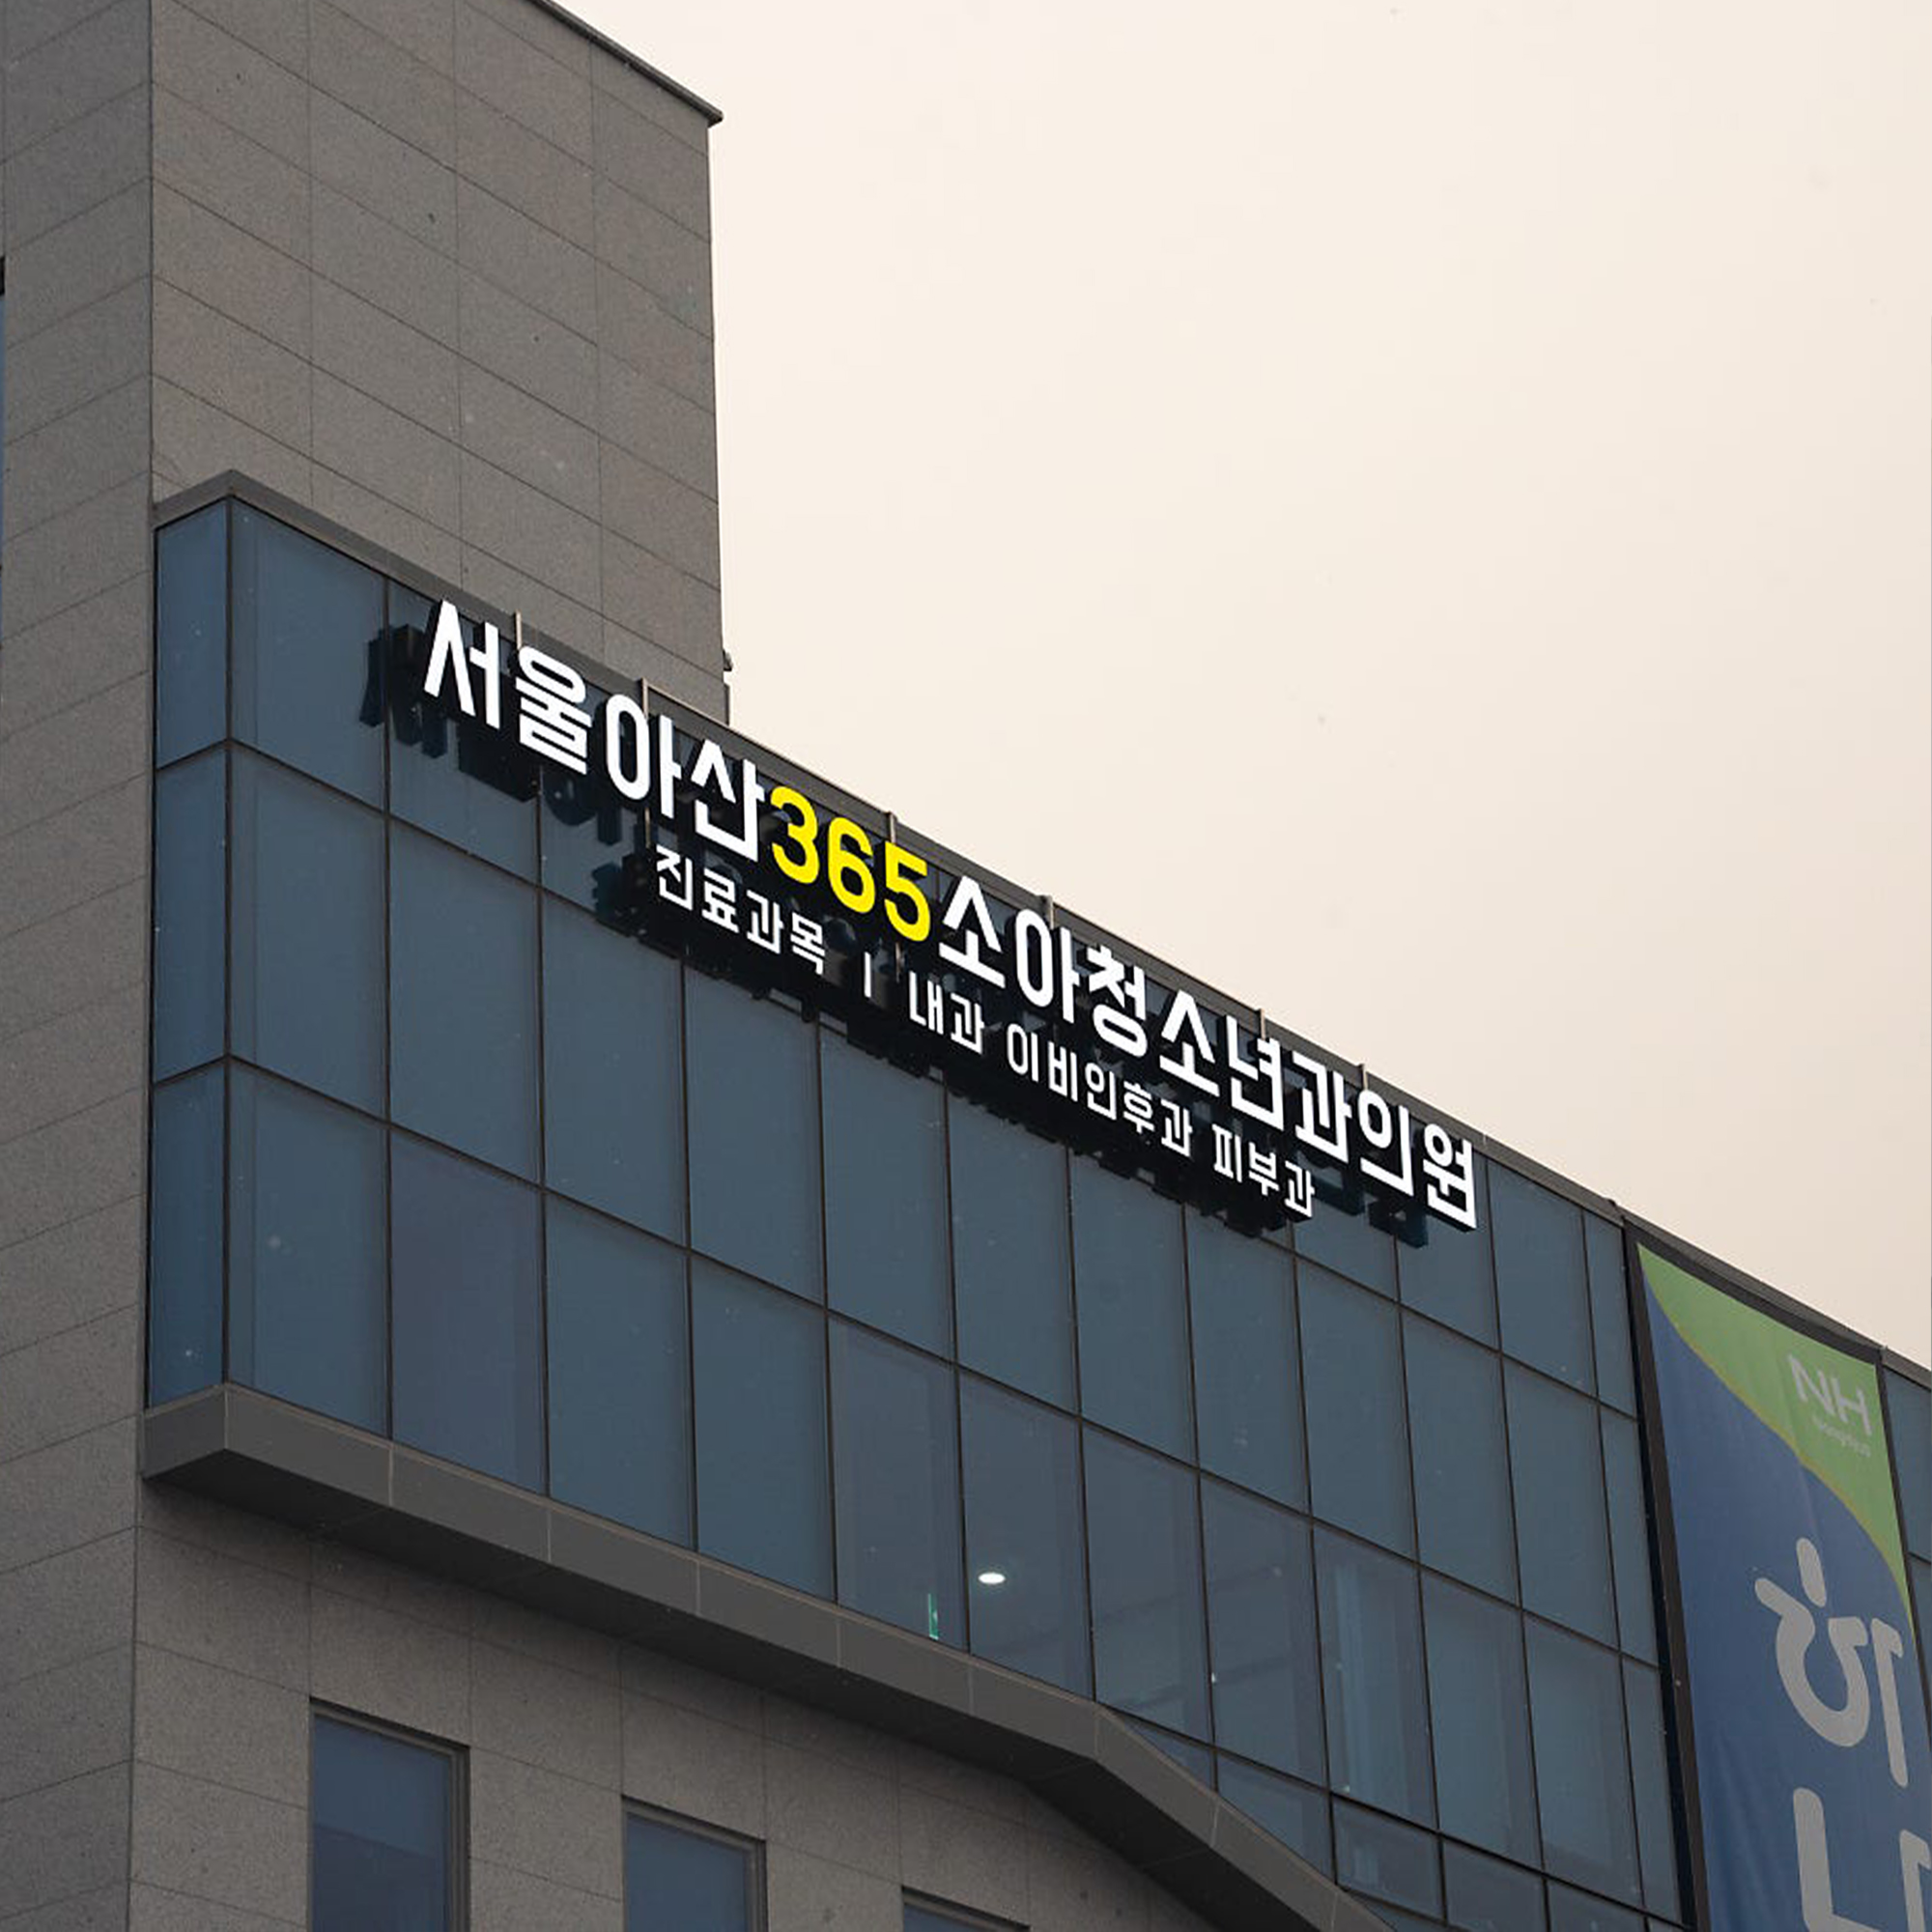 서울아산365소아청소년과의원
진료과목 | 내과 이비인후과 피부과
NH
하